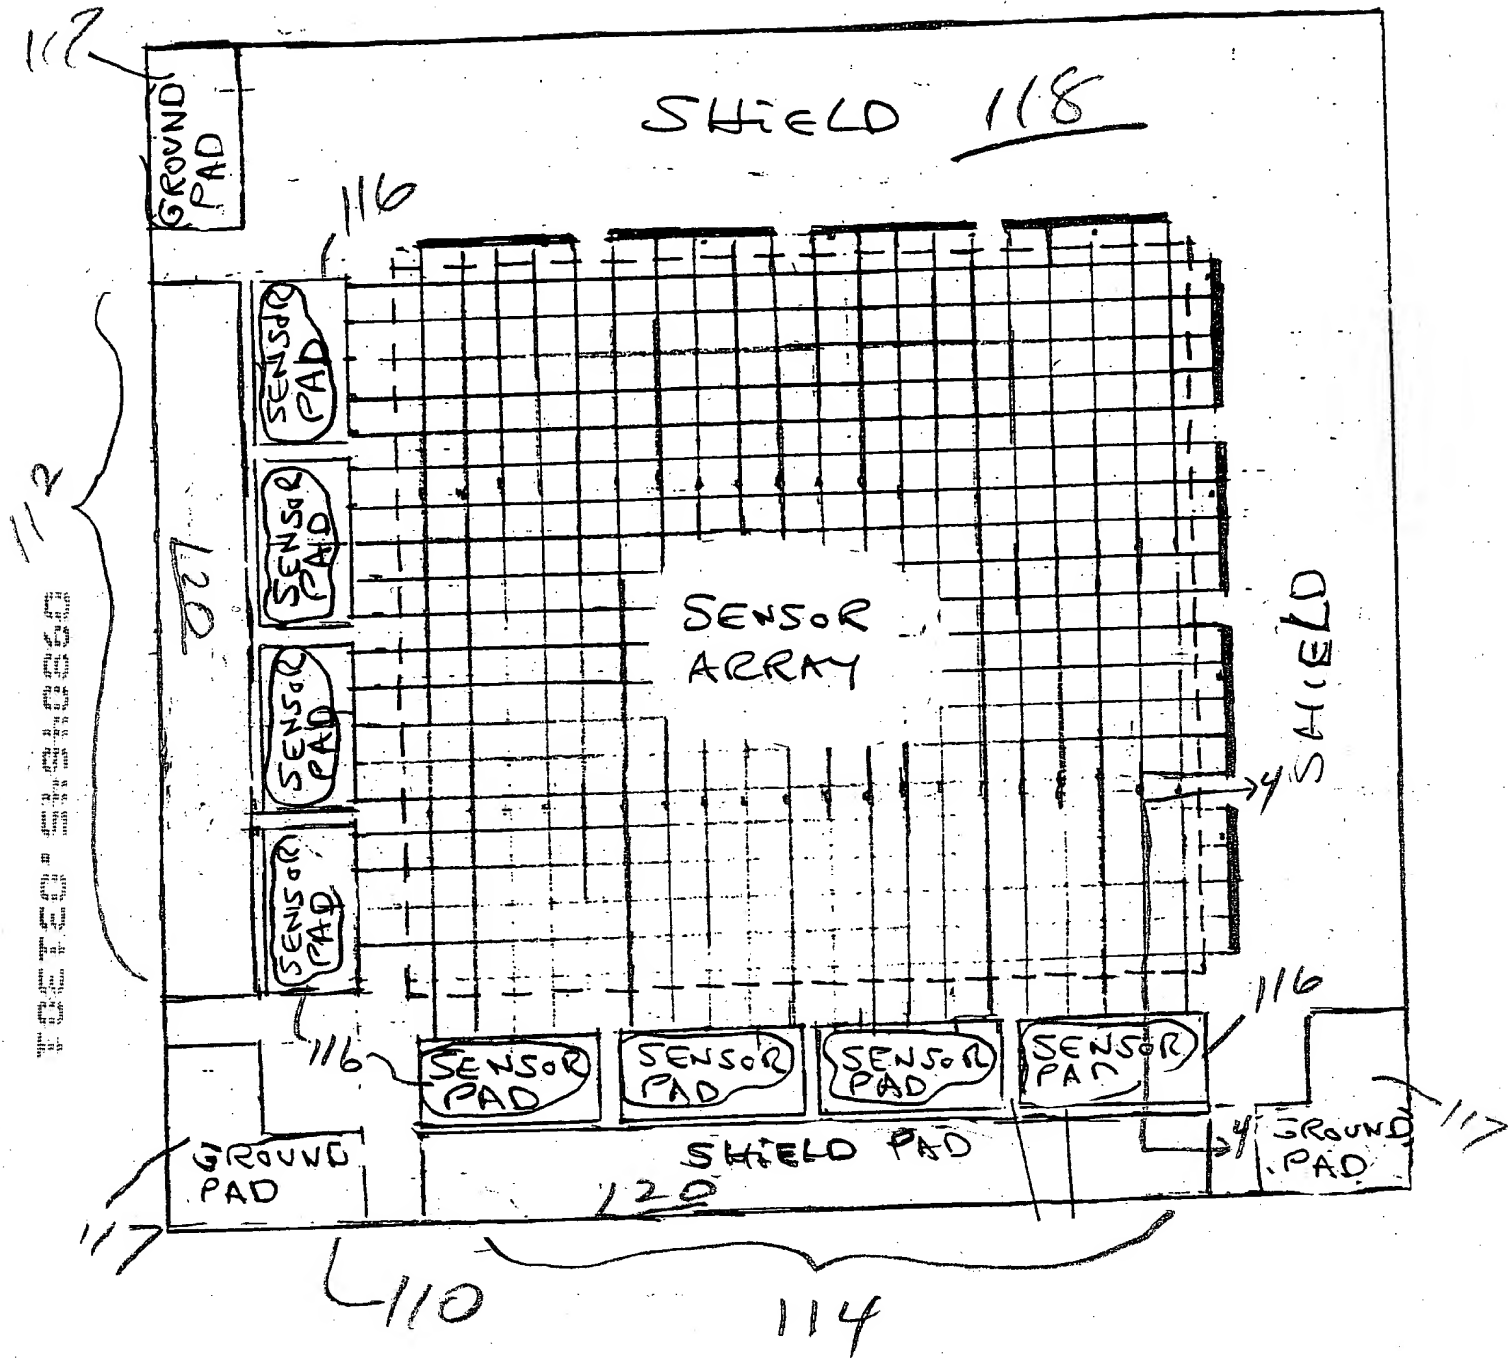 117
GROUND
PAD
SHIELD 118
116
SENSOR
PAD
SENSOR
PAD
SENSOR
PAD
SENSOR
PAD
112
120
SENSOR
ARRAY
SHIELD
4
116
116
SENSOR
PAD
SENSOR
PAD
SENSOR
PAD
SENSOR
PAD
GROUND
PAD
SHIELD PAD
120
4
GROUND
PAD
117
117
110
114